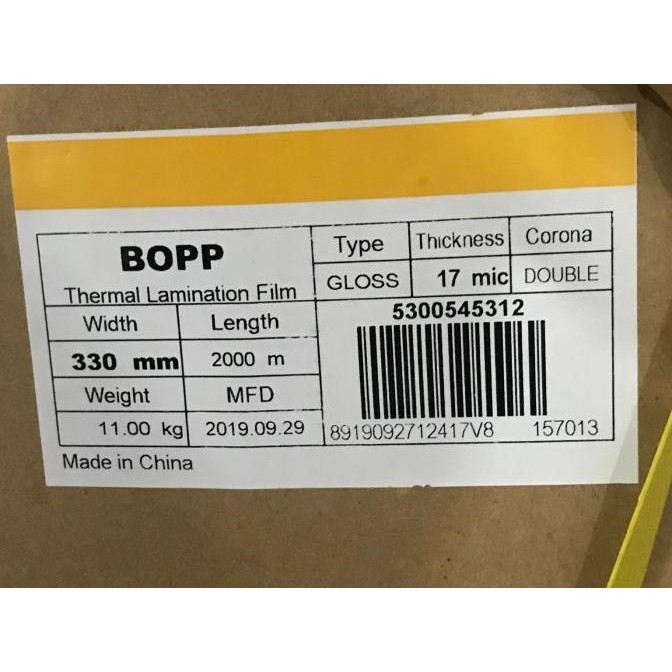 BOPP
Thermal Lamination Film
Type Thickness Corona
GLOSS 17 mic DOUBLE
Width Length
330 mm 2000 m
Weight MFD
11.00 kg 2019.09.29
5300545312
8919092712417V8 157013
Made in China